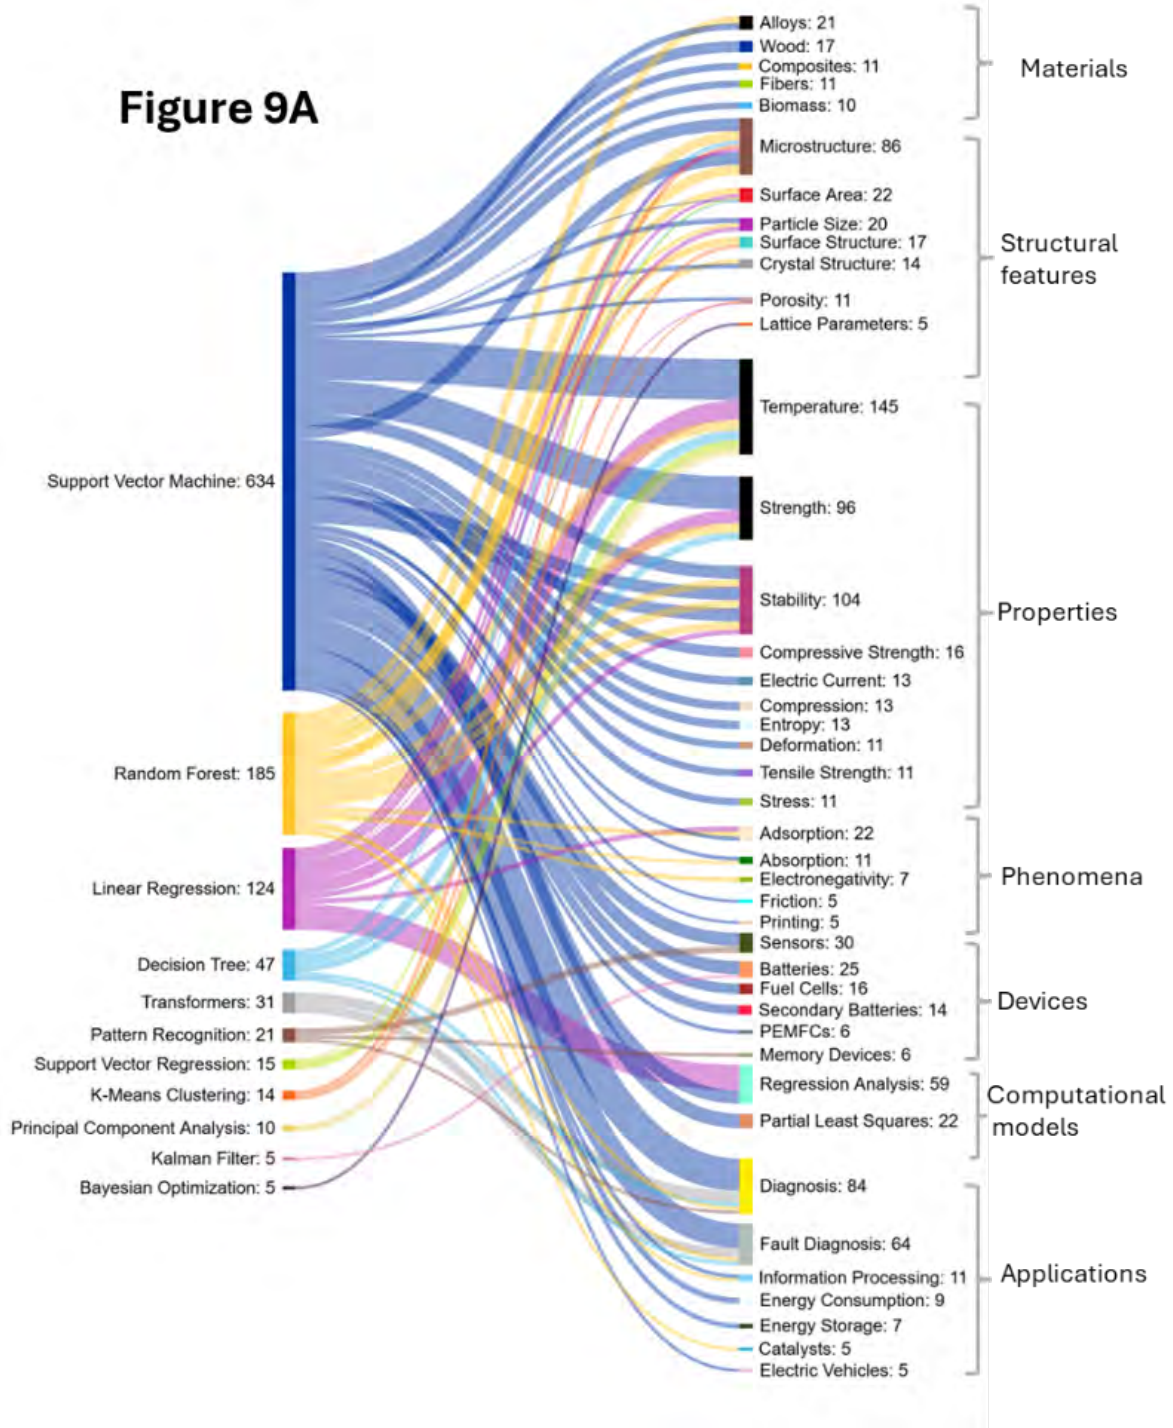 Figure 9A
Support Vector Machine: 634
Random Forest: 185
Linear Regression: 124
Decision Tree: 47
Transformers: 31
Pattern Recognition: 21
Support Vector Regression: 15
K-Means Clustering: 14
Principal Component Analysis: 10
Kalman Filter: 5
Bayesian Optimization: 5
Alloys: 21
Wood: 17
Composites: 11
Fibers: 11
Biomass: 10
Materials
Microstructure: 86
Surface Area: 22
Particle Size: 20
Surface Structure: 17
Crystal Structure: 14
Porosity: 11
Lattice Parameters: 5
Structural
features
Temperature: 145
Strength: 96
Stability: 104
Compressive Strength: 16
Electric Current: 13
Compression: 13
Entropy: 13
Deformation: 11
Tensile Strength: 11
Stress: 11
Properties
Adsorption: 22
Absorption: 11
Electronegativity: 7
Friction: 5
Printing: 5
Phenomena
Sensors: 30
Batteries: 25
Fuel Cells: 16
Secondary Batteries: 14
PEMFCs: 6
Memory Devices: 6
Devices
Regression Analysis: 59
Partial Least Squares: 22
Computational
models
Diagnosis: 84
Fault Diagnosis: 64
Information Processing: 11
Energy Consumption: 9
Energy Storage: 7
Catalysts: 5
Electric Vehicles: 5
Applications